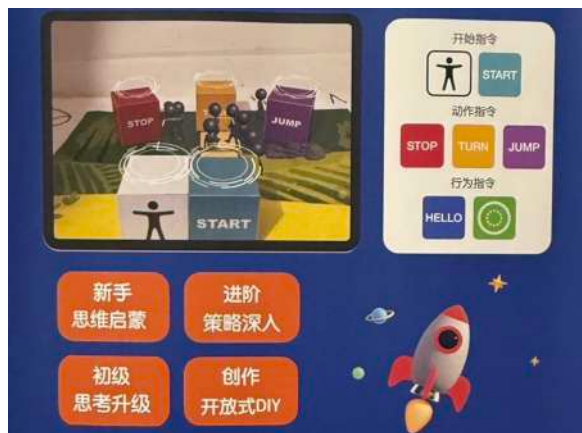 STOP
JUMP
START
开始指令
START
动作指令
STOP
TURN
JUMP
行为指令
HELLO
新手
思维启蒙
进阶
策略深入
初级
思考升级
创作
开放式DIY